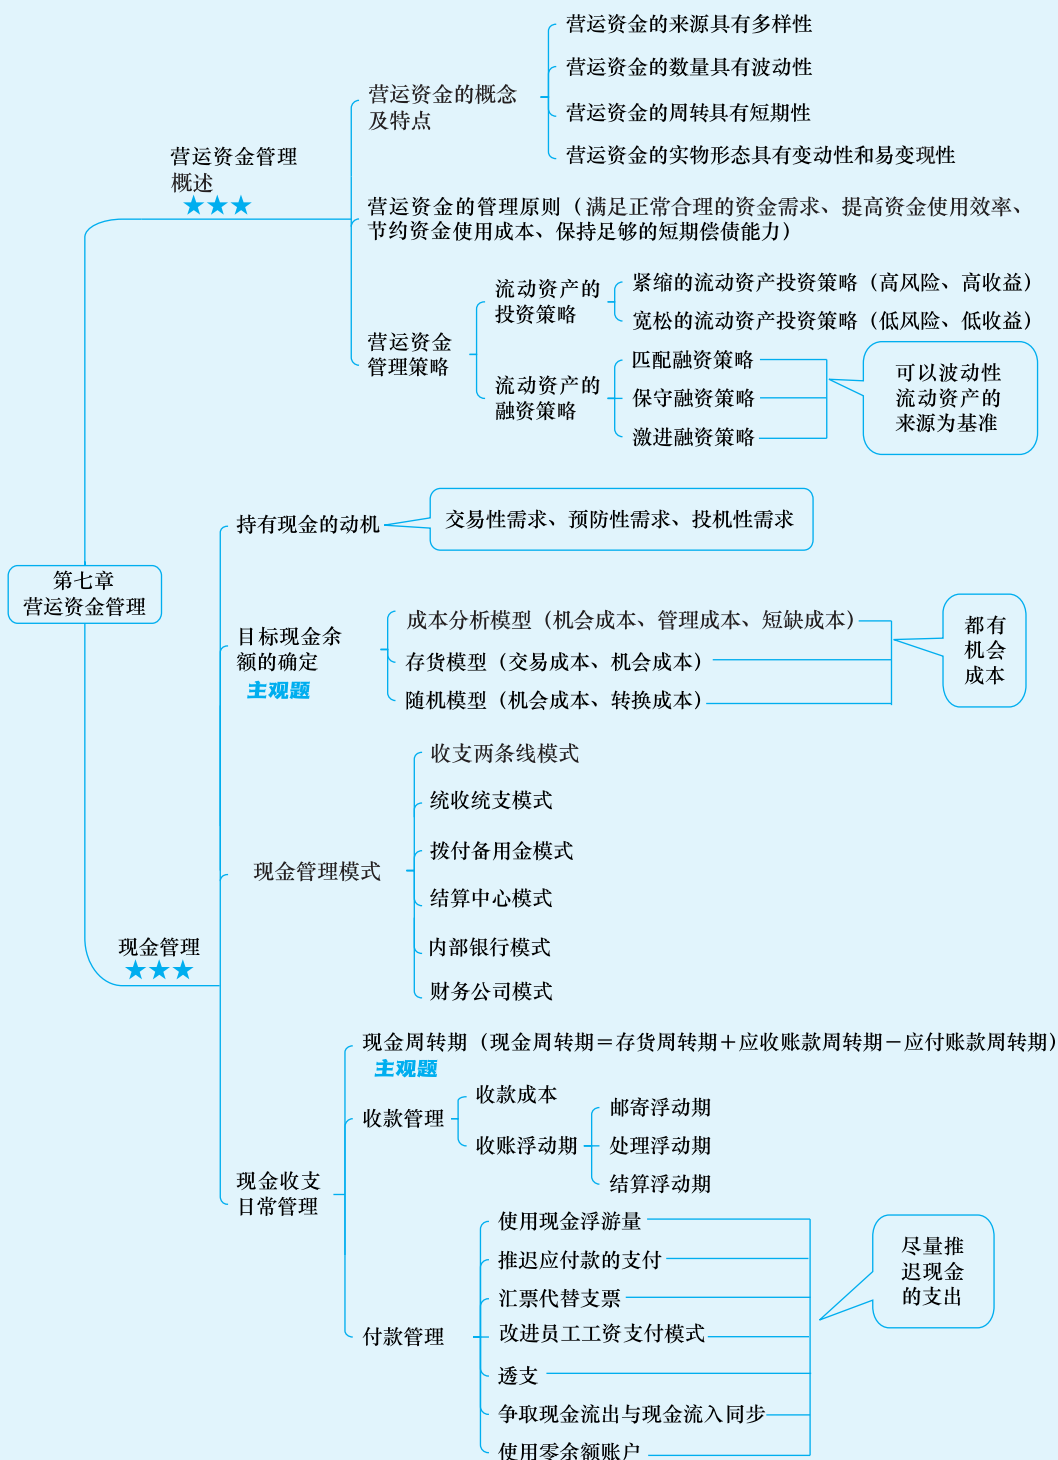 营运资金的来源具有多样性
营运资金的数量具有波动性
营运资金的概念
及特点
营运资金的周转具有短期性
营运资金的实物形态具有变动性和易变现性
营运资金管理
概述
★★★
营运资金的管理原则（满足正常合理的资金需求、提高资金使用效率、
节约资金使用成本、保持足够的短期偿债能力）
流动资产的
投资策略
紧缩的流动资产投资策略（高风险、高收益）
宽松的流动资产投资策略（低风险、低收益）
营运资金
管理策略
流动资产的
融资策略
匹配融资策略
保守融资策略
激进融资策略
可以波动性
流动资产的
来源为基准
第七章
营运资金管理
持有现金的动机
交易性需求、预防性需求、投机性需求
目标现金余
额的确定
主观题
成本分析模型（机会成本、管理成本、短缺成本）
存货模型（交易成本、机会成本）
随机模型（机会成本、转换成本）
都有
机会
成本
现金管理模式
收支两条线模式
统收统支模式
拨付备用金模式
结算中心模式
内部银行模式
财务公司模式
现金管理
★★★
现金周转期（现金周转期＝存货周转期＋应收账款周转期－应付账款周转期）
主观题
收款管理
收款成本
收账浮动期
邮寄浮动期
处理浮动期
结算浮动期
现金收支
日常管理
付款管理
使用现金浮游量
推迟应付款的支付
汇票代替支票
改进员工工资支付模式
透支
争取现金流出与现金流入同步
使用零余额账户
尽量推
迟现金
的支出